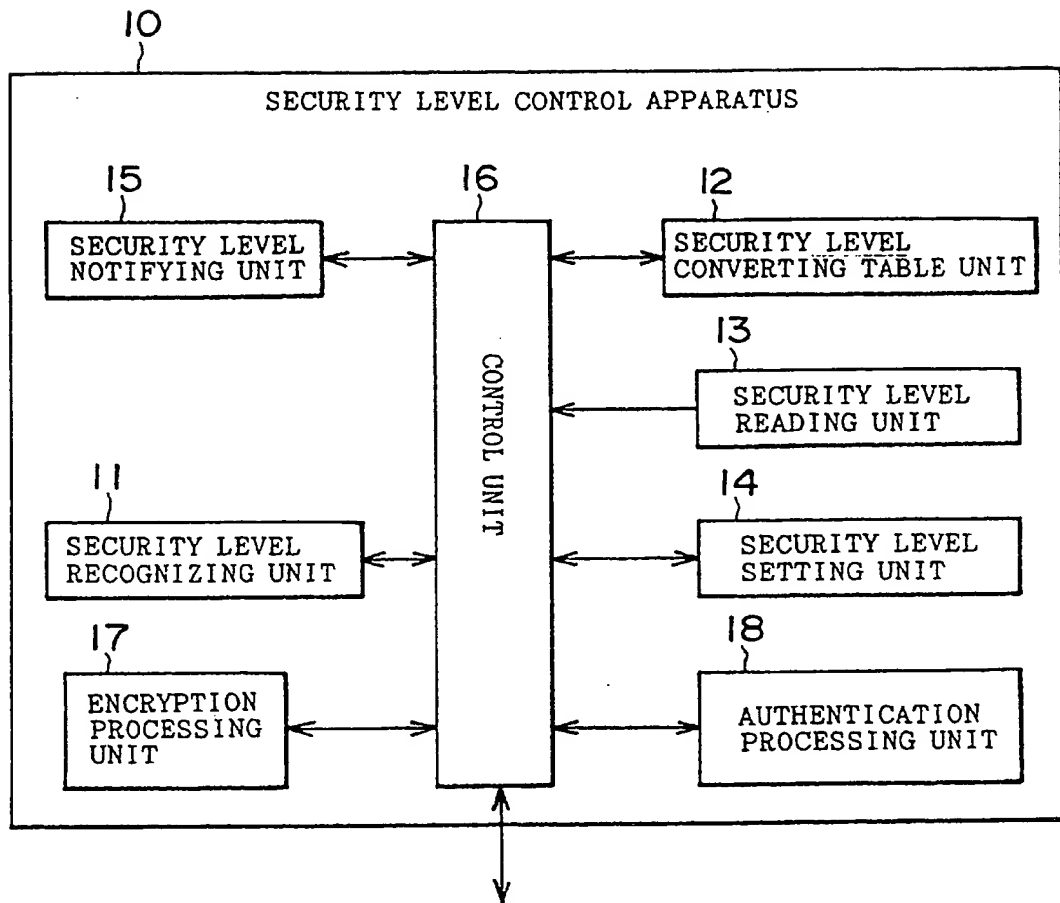 10
SECURITY LEVEL CONTROL APPARATUS
15
SECURITY LEVEL
NOTIFYING UNIT
16
CONTROL UNIT
12
SECURITY LEVEL
CONVERTING TABLE UNIT
13
SECURITY LEVEL
READING UNIT
11
SECURITY LEVEL
RECOGNIZING UNIT
14
SECURITY LEVEL
SETTING UNIT
17
ENCRYPTION
PROCESSING
UNIT
18
AUTHENTICATION
PROCESSING UNIT